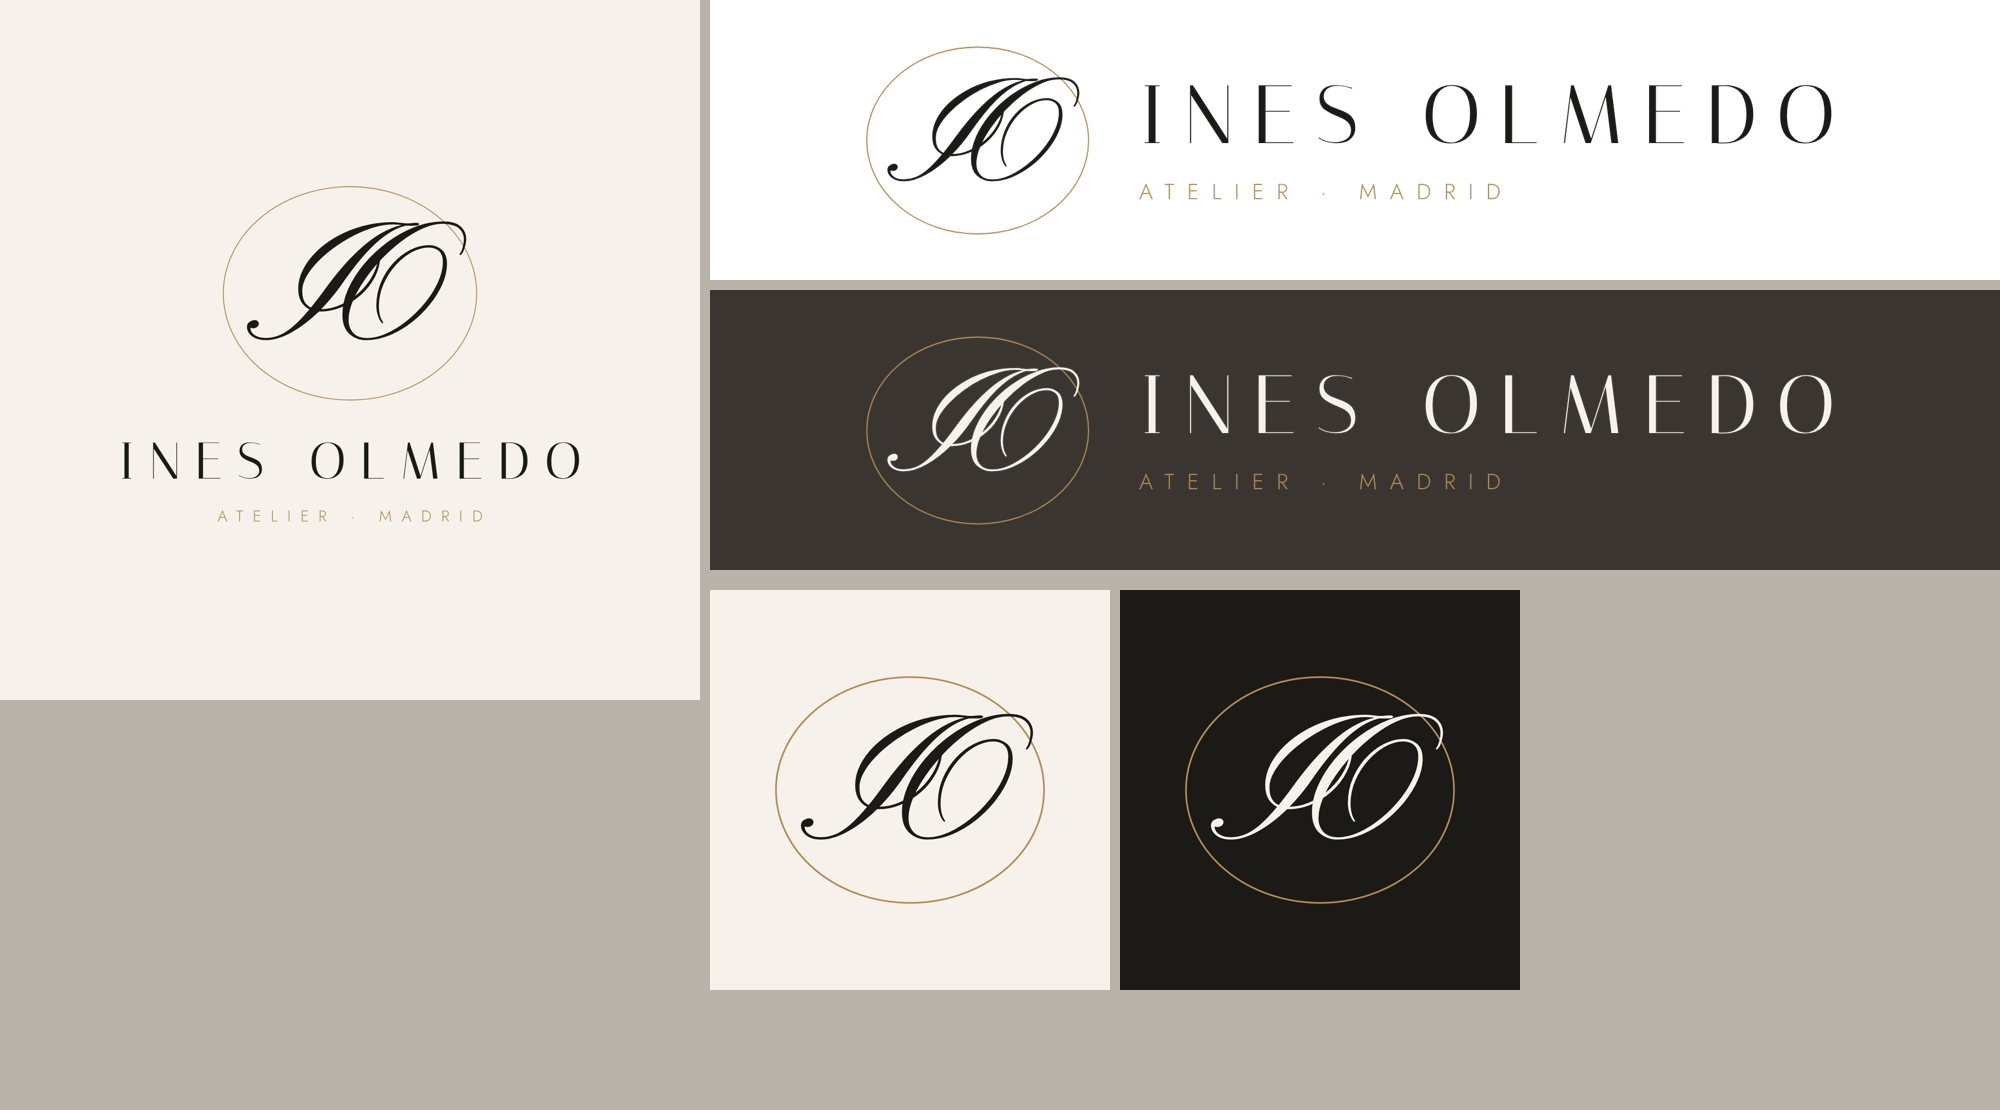 IO
INES OLMEDO
ATELIER · MADRID
IO
INES OLMEDO
ATELIER · MADRID
IO
INES OLMEDO
ATELIER · MADRID
IO
IO